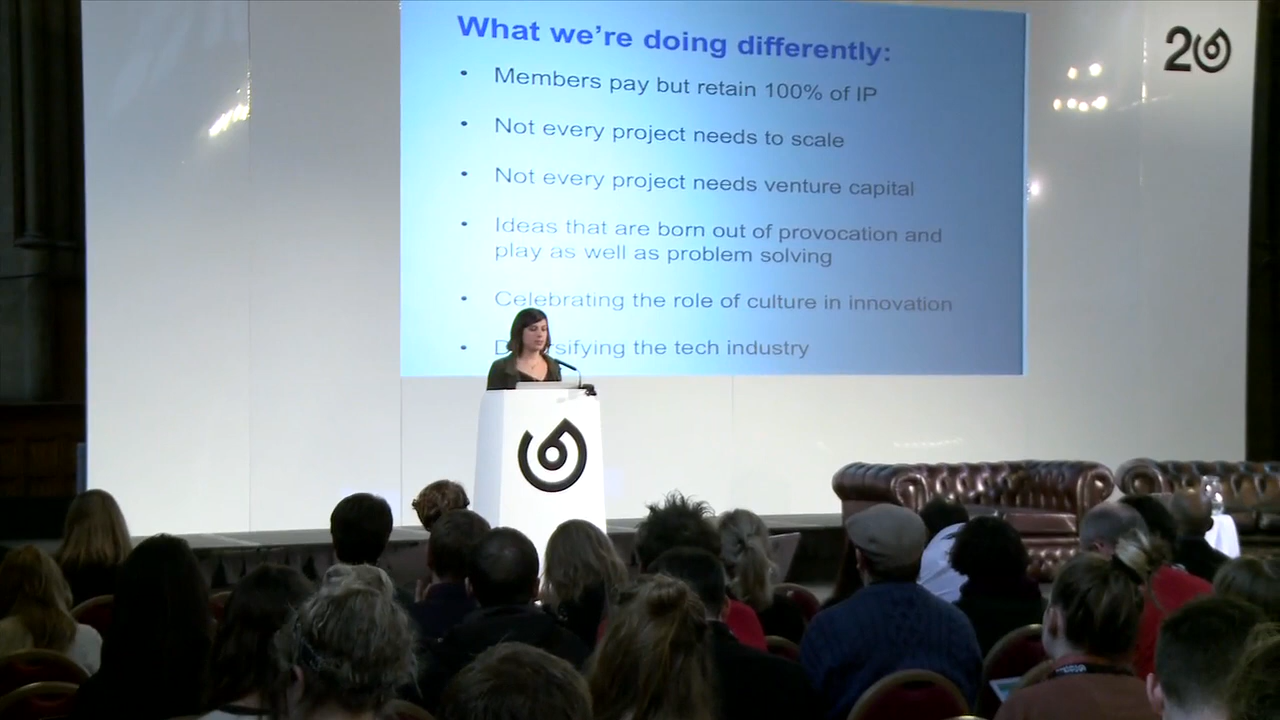 What we're doing differently:
• Members pay but retain 100% of IP
• Not every project needs to scale
• Not every project needs venture capital
• Ideas that are born out of provocation and
play as well as problem solving
• Celebrating the role of culture in innovation
• Diversifying the tech industry
20